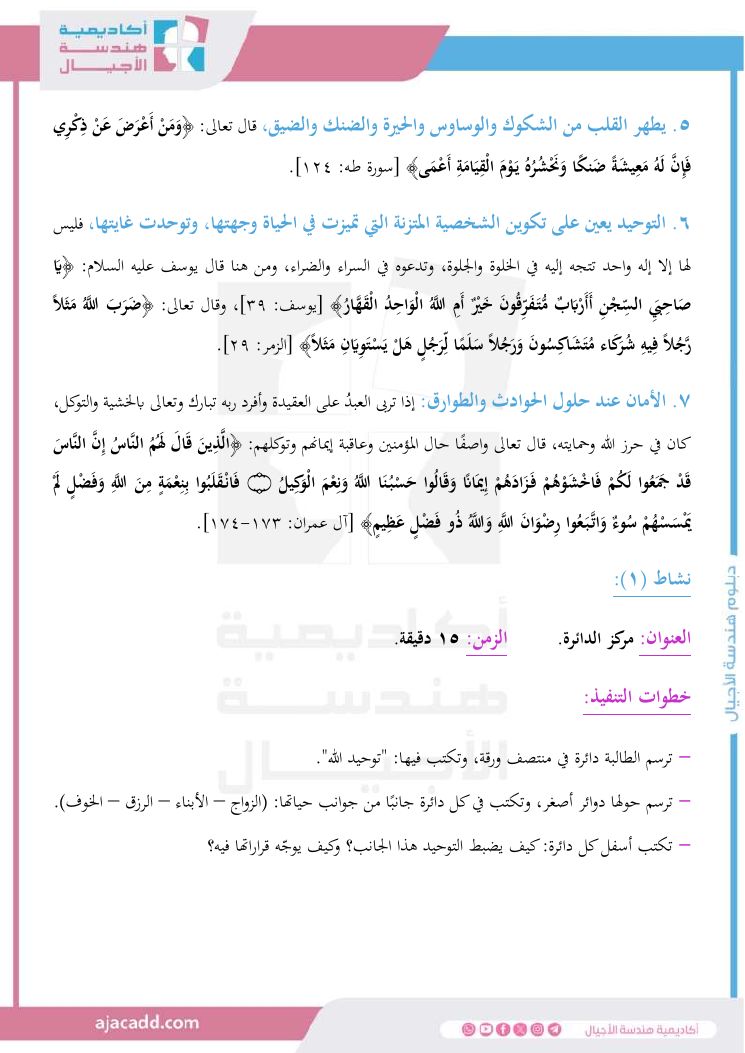 أكاديمية
هندسة
الأجيال
٥. يطهر القلب من الشكوك والوساوس والحيرة والضنك والضيق، قال تعالى: ﴿وَمَنْ أَعْرَضَ عَنْ ذِكْرِي
فَإِنَّ لَهُ مَعِيشَةً ضَنكًا وَنَحْشُرُهُ يَوْمَ الْقِيَامَةِ أَعْمَى﴾ [سورة طه: ١٢٤].
٦. التوحيد يعين على تكوين الشخصية المتزنة التي تميزت في الحياة وجهتها، وتوحدت غايتها، فليس
لها إلا إله واحد تتجه إليه في الخلوة والجلوة، وتدعوه في السراء والضراء، ومن هنا قال يوسف عليه السلام: ﴿يَا
صَاحِبَيِ السِّجْنِ أَأَرْبَابٌ مُّتَفَرِّقُونَ خَيْرٌ أَمِ اللَّهُ الْوَاحِدُ الْقَهَّارُ﴾ [يوسف: ٣٩]، وقال تعالى: ﴿ضَرَبَ اللَّهُ مَثَلاً
رَّجُلاً فِيهِ شُرَكَاء مُتَشَاكِسُونَ وَرَجُلاً سَلَمًا لِّرَجُلٍ هَلْ يَسْتَوِيَانِ مَثَلاً﴾ [الزمر: ٢٩].
٧. الأمان عند حلول الحوادث والطوارق: إذا تربى العبدُ على العقيدة وأفرد ربه تبارك وتعالى بالخشية والتوكل،
كان في حرز الله وحمايته، قال تعالى واصفًا حال المؤمنين وعاقبة إيمانهم وتوكلهم: ﴿الَّذِينَ قَالَ لَهُمُ النَّاسُ إِنَّ النَّاسَ
قَدْ جَمَعُوا لَكُمْ فَاخْشَوْهُمْ فَزَادَهُمْ إِيمَانًا وَقَالُوا حَسْبُنَا اللَّهُ وَنِعْمَ الْوَكِيلُ ۝ فَانْقَلَبُوا بِنِعْمَةٍ مِنَ اللَّهِ وَفَضْلٍ لَمْ
يَمْسَسْهُمْ سُوءٌ وَاتَّبَعُوا رِضْوَانَ اللَّهِ وَاللَّهُ ذُو فَضْلٍ عَظِيمٍ﴾ [آل عمران: ١٧٣-١٧٤].
نشاط (١):
العنوان: مركز الدائرة. الزمن: ١٥ دقيقة.
خطوات التنفيذ:
– ترسم الطالبة دائرة في منتصف ورقة، وتكتب فيها: "توحيد الله".
– ترسم حولها دوائر أصغر، وتكتب في كل دائرة جانبًا من جوانب حياتها: (الزواج – الأبناء – الرزق – الخوف).
– تكتب أسفل كل دائرة: كيف يضبط التوحيد هذا الجانب؟ وكيف يوجّه قراراتها فيه؟
أكاديمية
هندسة
الأجيال
دبلوم هندسة الأجيال
أكاديمية هندسة الأجيال
ajacadd.com